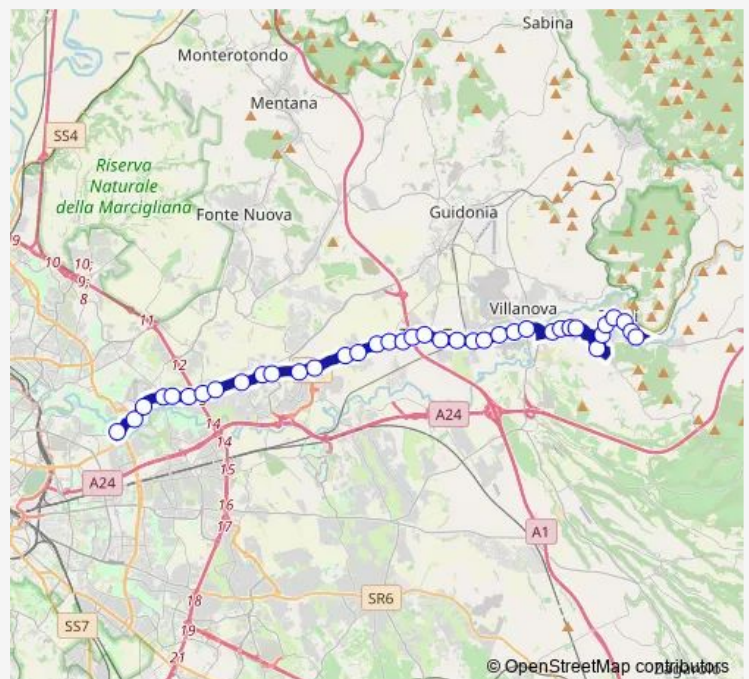 Sabina
Monterotondo
Mentana
SS4
Riserva
Naturale
della Marcigliana
Fonte Nuova
Guidonia
9
10
10;
9;
8
11
Villanova
12
14
14
A24
A24
15
16
17
A1
SR6
18
SS7
19
21
© OpenStreetMap contributors